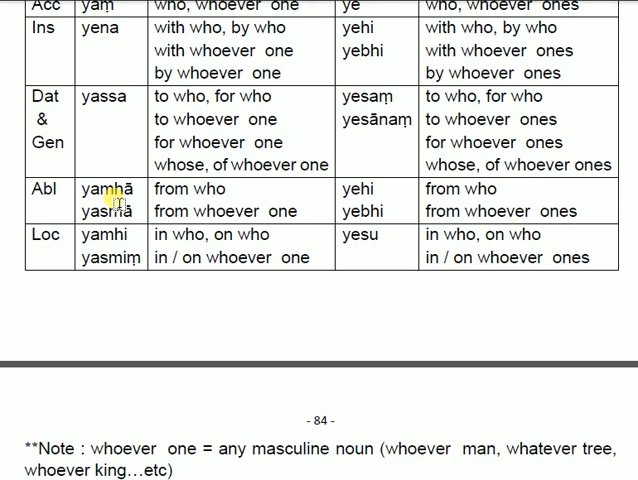 Acc yaṃ who, whoever one ye who, whoever ones
Ins yena with who, by who yehi with who, by who
with whoever one yebhi with whoever ones
by whoever one by whoever ones
Dat yassa to who, for who yesaṃ to who, for who
& to whoever one yesānaṃ to whoever ones
Gen for whoever one for whoever ones
whose, of whoever one whose, of whoever ones
Abl yamhā from who yehi from who
yasmā from whoever one yebhi from whoever ones
Loc yamhi in who, on who yesu in who, on who
yasmiṃ in / on whoever one in / on whoever ones
- 84 -
**Note : whoever one = any masculine noun (whoever man, whatever tree,
whoever king...etc)